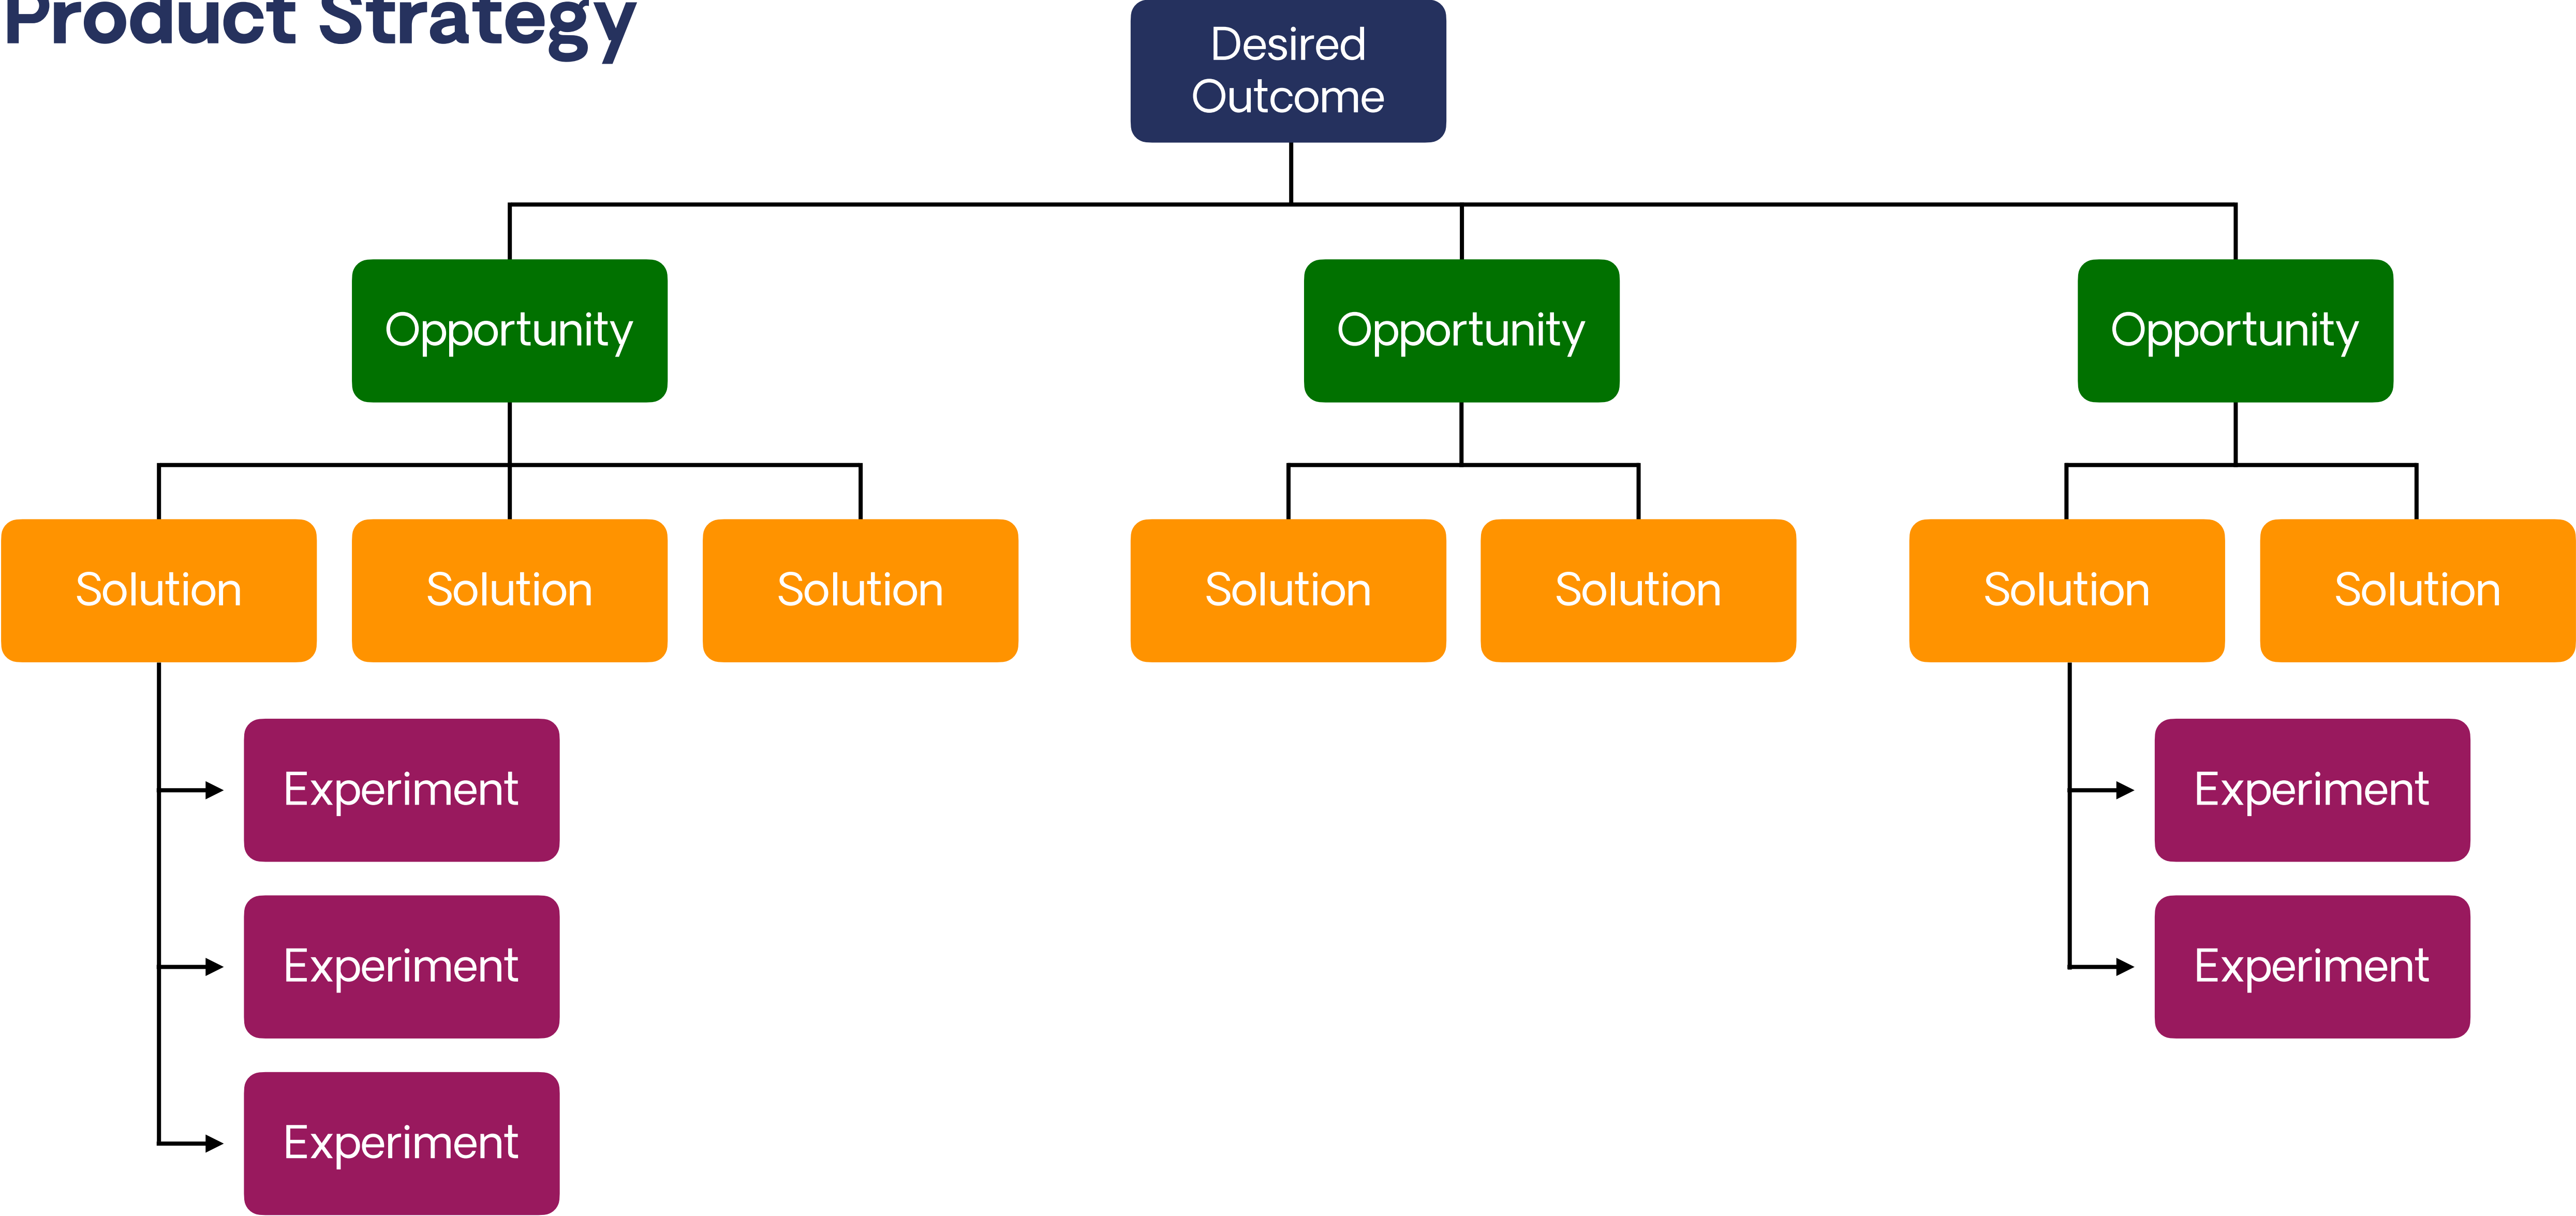 Product Strategy
Desired
Outcome
Opportunity
Opportunity
Opportunity
Solution
Solution
Solution
Solution
Solution
Solution
Solution
Experiment
Experiment
Experiment
Experiment
Experiment